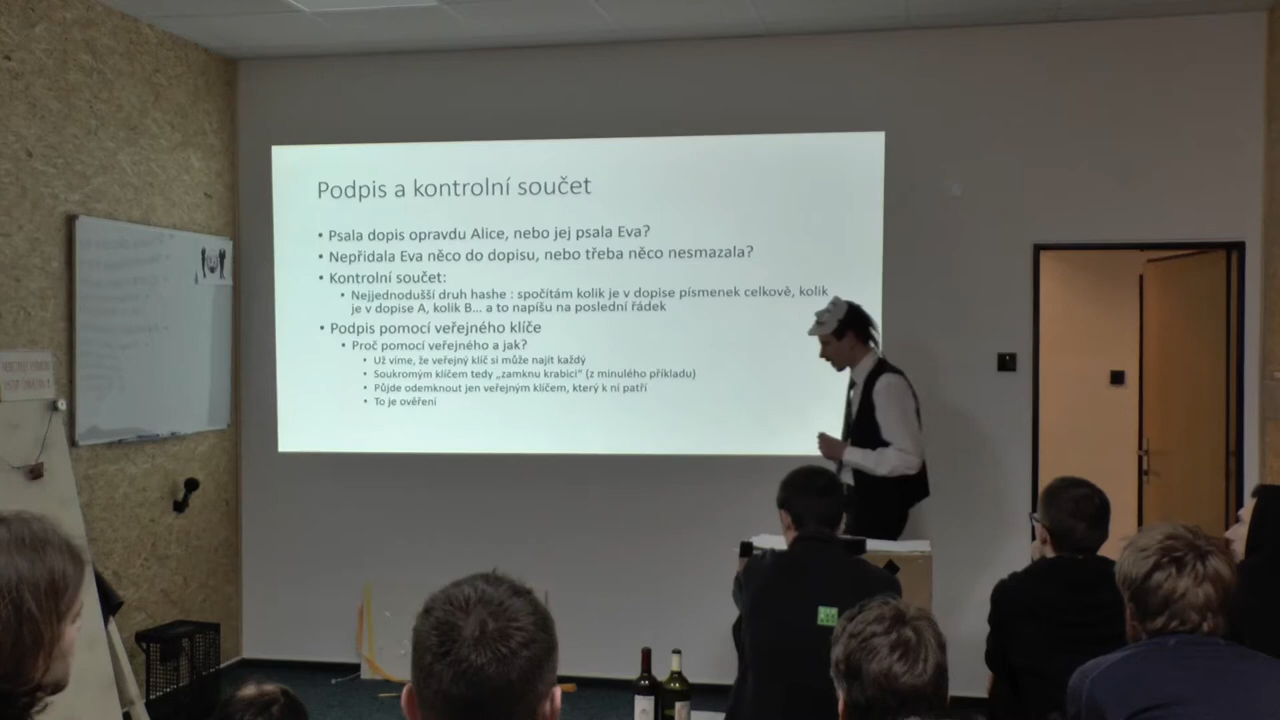 Podpis a kontrolní součet
• Psala dopis opravdu Alice, nebo jej psala Eva?
• Nepřidala Eva něco do dopisu, nebo třeba něco nesmazala?
• Kontrolní součet:
• Nejjednodušší druh hashe : spočítám kolik je v dopise písmenek celkově, kolik
je v dopise A, kolik B... a to napíšu na poslední řádek
• Podpis pomocí veřejného klíče
• Proč pomocí veřejného a jak?
• Už víme, že veřejný klíč si může najít každý
• Soukromým klíčem tedy „zamknu krabici" (z minulého příkladu)
• Půjde odemknout jen veřejným klíčem, který k ní patří
• To je ověření